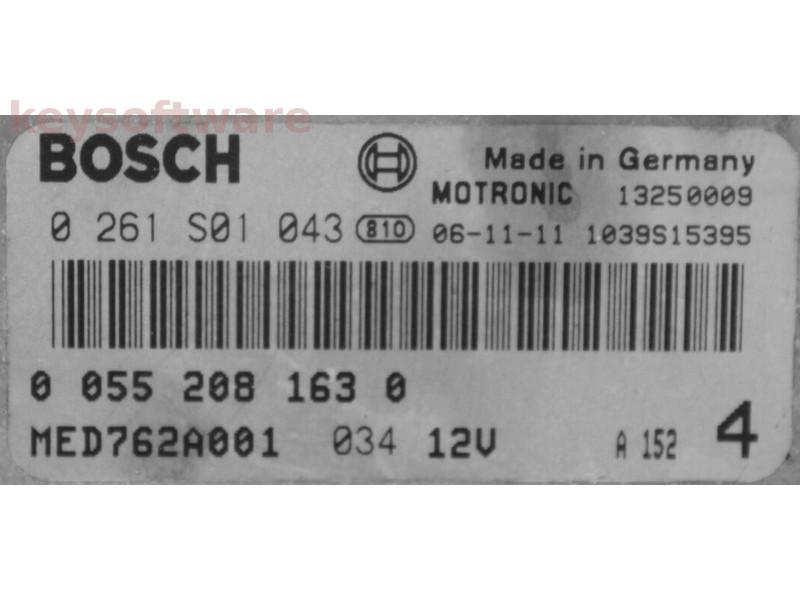 keysoftware
BOSCH
Made in Germany
MOTRONIC 13250009
0 261 S01 043 810 06-11-11 1039S15395
0 055 208 163 0
MED762A001 034 12V A 152 4